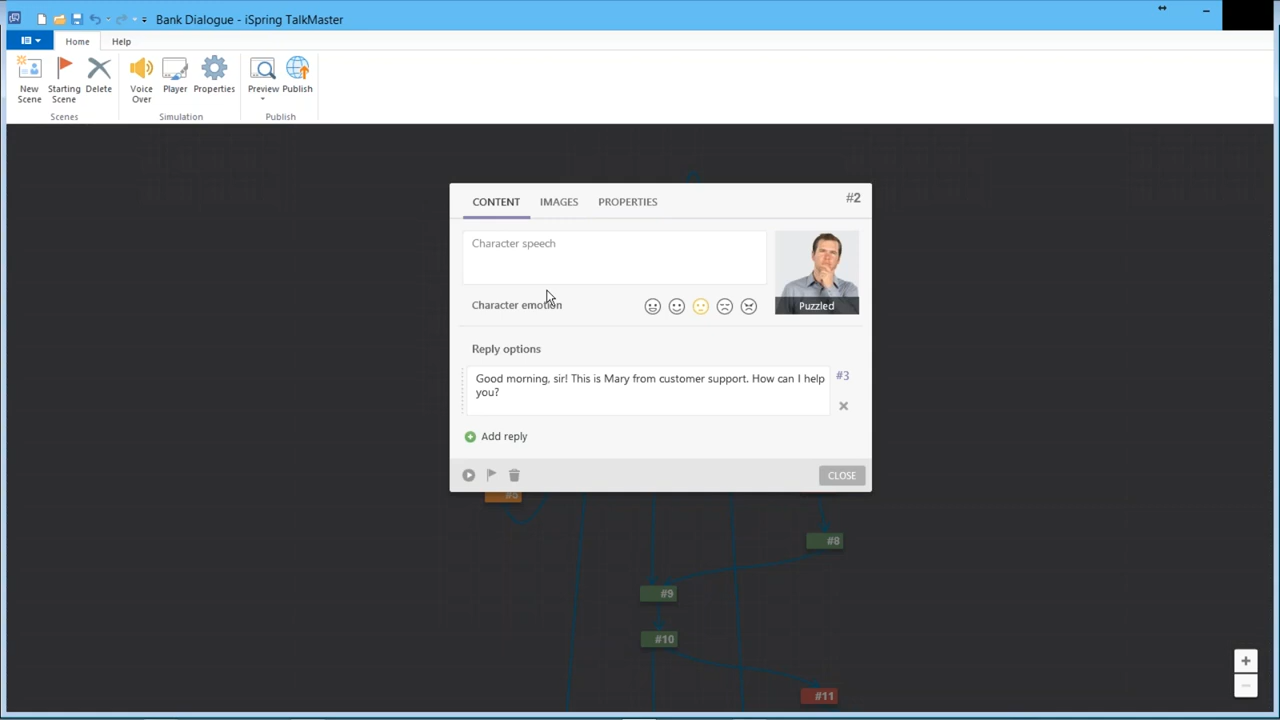 Bank Dialogue - iSpring TalkMaster
Home Help
New Scene
Starting Scene
Delete
Voice Over
Player
Properties
Preview
Publish
Scenes
Simulation
Publish
CONTENT IMAGES PROPERTIES #2
Character speech
Character emotion
Puzzled
Reply options
Good morning, sir! This is Mary from customer support. How can I help
you?
#3
Add reply
CLOSE
#5
#8
#9
#10
#11